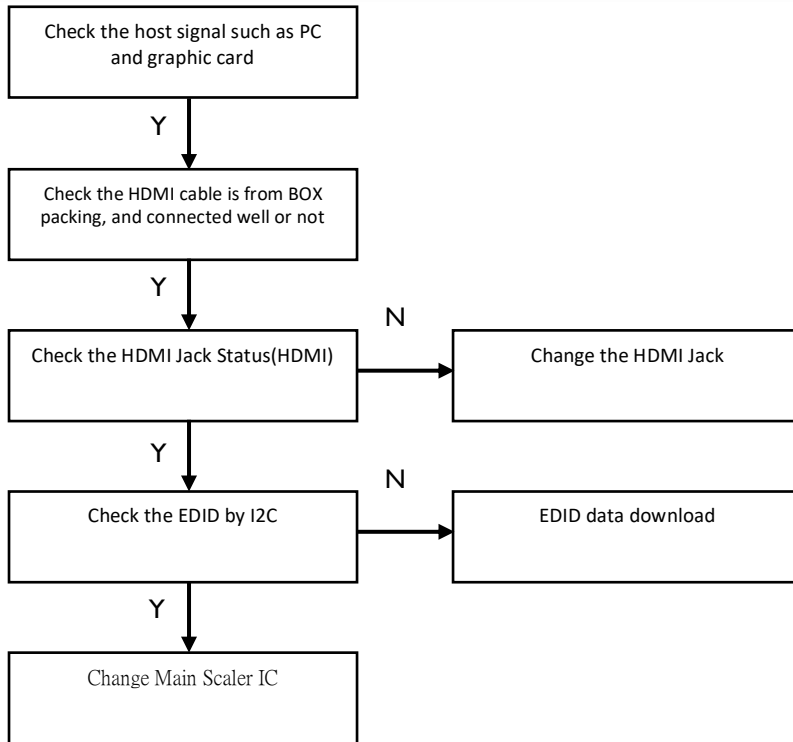 Check the host signal such as PC
and graphic card
Y
Check the HDMI cable is from BOX
packing, and connected well or not
Y
N
Check the HDMI Jack Status(HDMI)
Change the HDMI Jack
Y
N
Check the EDID by I2C
EDID data download
Y
Change Main Scaler IC